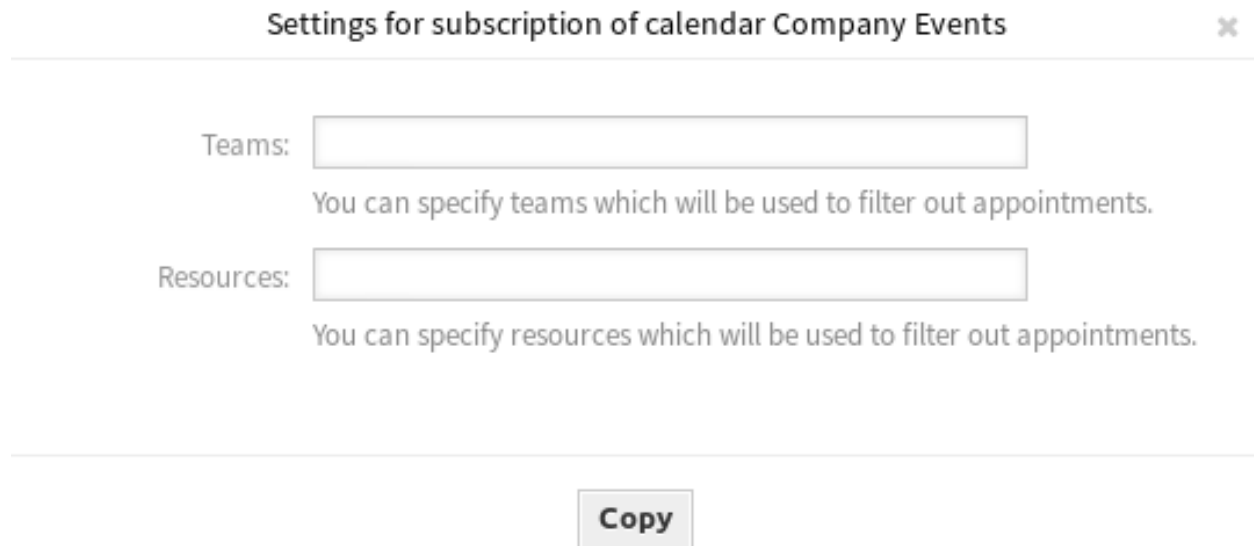 Settings for subscription of calendar Company Events
Teams:
You can specify teams which will be used to filter out appointments.
Resources:
You can specify resources which will be used to filter out appointments.
Copy